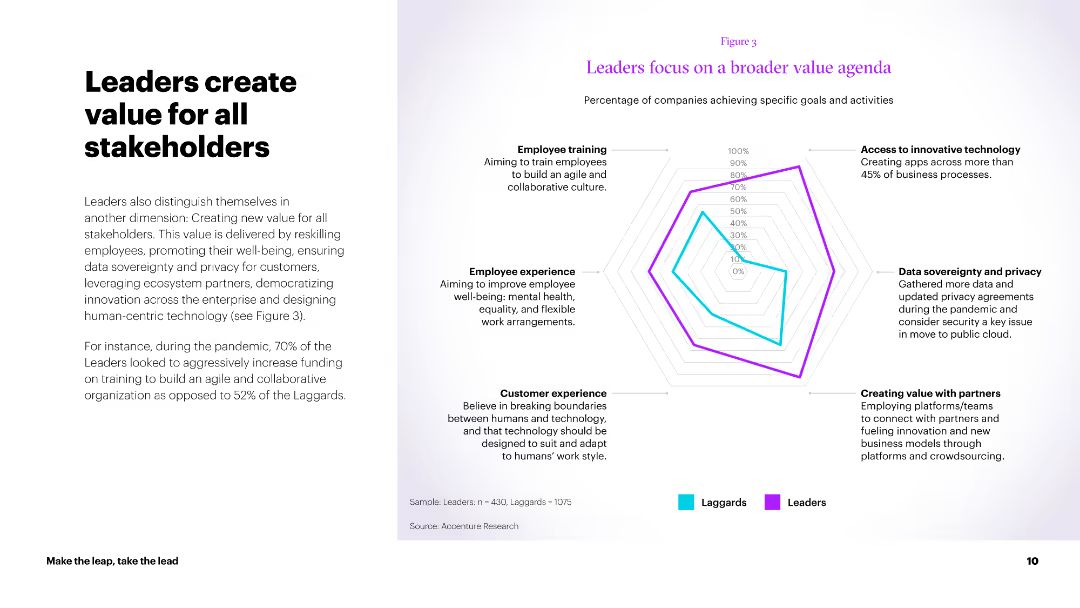 Leaders create
value for all
stakeholders
Leaders also distinguish themselves in
another dimension: Creating new value for all
stakeholders. This value is delivered by reskilling
employees, promoting their well-being, ensuring
data sovereignty and privacy for customers,
leveraging ecosystem partners, democratizing
innovation across the enterprise and designing
human-centric technology (see Figure 3).
For instance, during the pandemic, 70% of the
Leaders looked to aggressively increase funding
on training to build an agile and collaborative
organization as opposed to 52% of the Laggards.
Figure 3
Leaders focus on a broader value agenda
Percentage of companies achieving specific goals and activities
Employee training
Aiming to train employees
to build an agile and
collaborative culture.
Employee experience
Aiming to improve employee
well-being: mental health,
equality, and flexible
work arrangements.
Customer experience
Believe in breaking boundaries
between humans and technology,
and that technology should be
designed to suit and adapt
to humans' work style.
100%
90%
80%
70%
60%
50%
40%
30%
20%
10%
0%
Access to innovative technology
Creating apps across more than
45% of business processes.
Data sovereignty and privacy
Gathered more data and
updated privacy agreements
during the pandemic and
consider security a key issue
in move to public cloud.
Creating value with partners
Employing platforms/teams
to connect with partners and
fueling innovation and new
business models through
platforms and crowdsourcing.
Laggards
Leaders
Sample: Leaders: n = 430, Laggards = 1075
Source: Accenture Research
Make the leap, take the lead
10